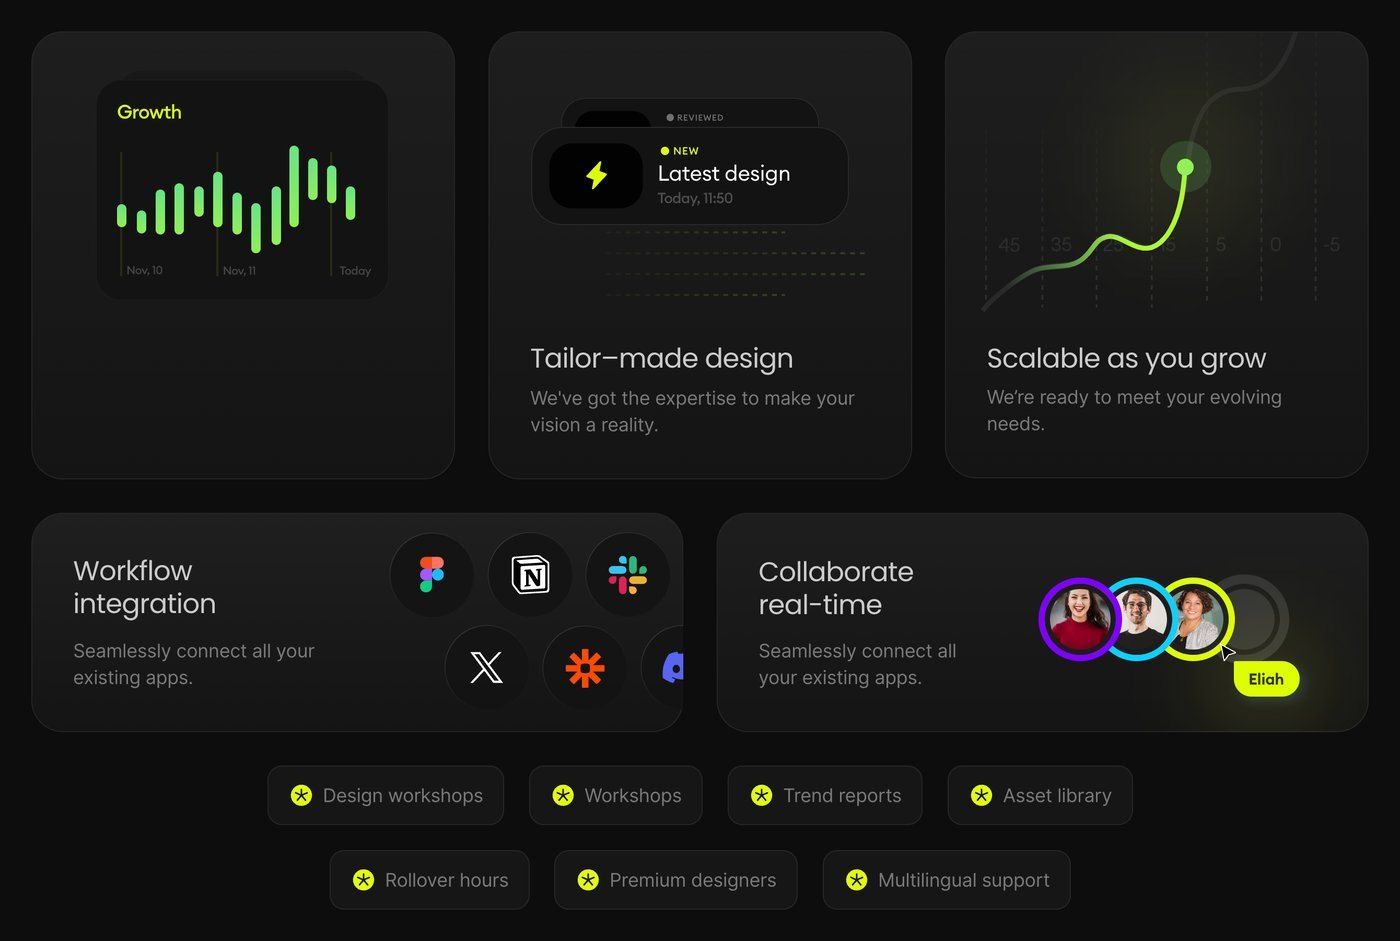 Growth
Nov, 10
Nov, 11
Today
REVIEWED
NEW
Latest design
Today, 11:50
Tailor–made design
We've got the expertise to make your
vision a reality.
45
35
25
15
5
0
-5
Scalable as you grow
We’re ready to meet your evolving
needs.
Workflow
integration
Seamlessly connect all your
existing apps.
N
Collaborate
real-time
Seamlessly connect all
your existing apps.
Eliah
Design workshops
Workshops
Trend reports
Asset library
Rollover hours
Premium designers
Multilingual support